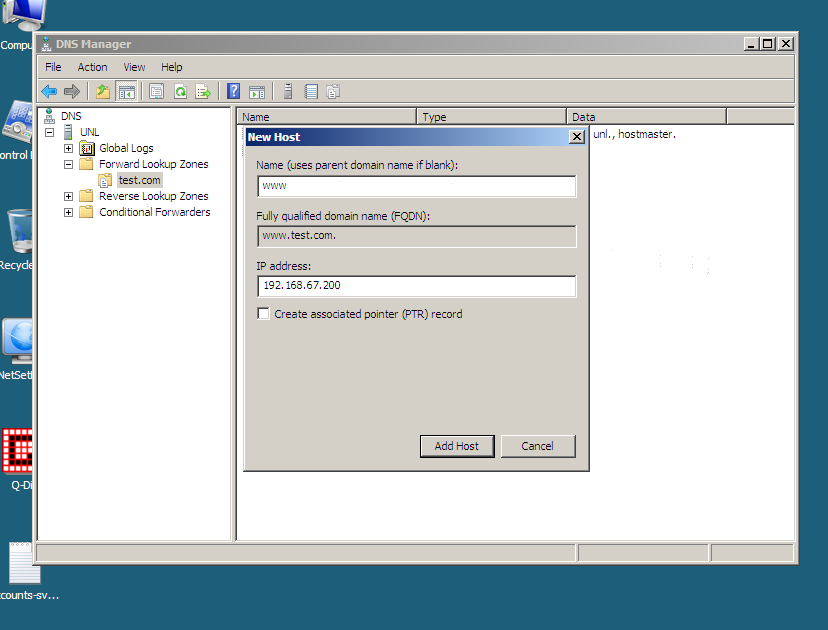 Compu
DNS Manager
File Action View Help
DNS
UNL
Global Logs
Forward Lookup Zones
test.com
Reverse Lookup Zones
Conditional Forwarders
Name Type Data
unl., hostmaster.
New Host
Name (uses parent domain name if blank):
www
Fully qualified domain name (FQDN):
www.test.com.
IP address:
192.168.67.200
Create associated pointer (PTR) record
Add Host Cancel
ontrol
Recycle
NetSet
Q-Di
counts-sv...